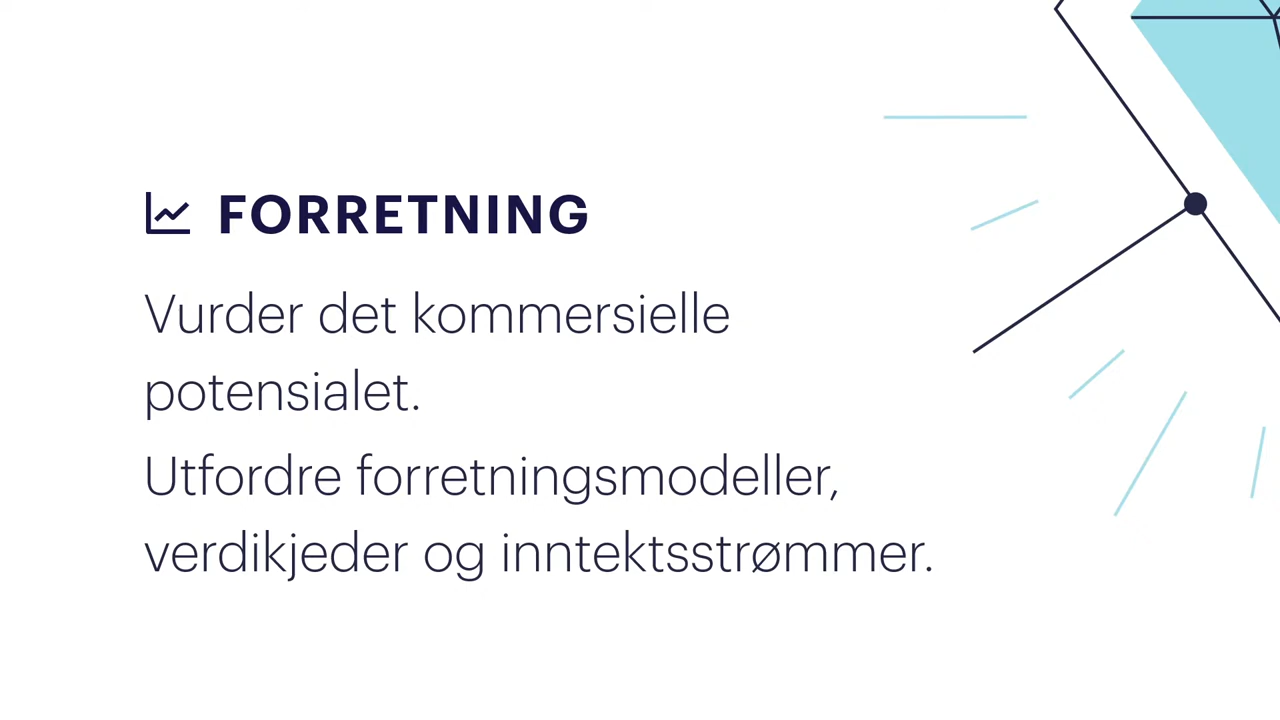 FORRETNING
Vurder det kommersielle
potensialet.
Utfordre forretningsmodeller,
verdikjeder og inntektsstrømmer.